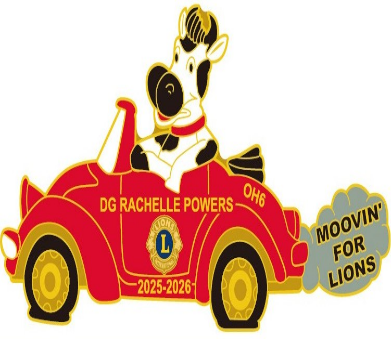 DG RACHELLE POWERS
OH6
LIONS
L
2025-2026
MOOVIN'
FOR
LIONS